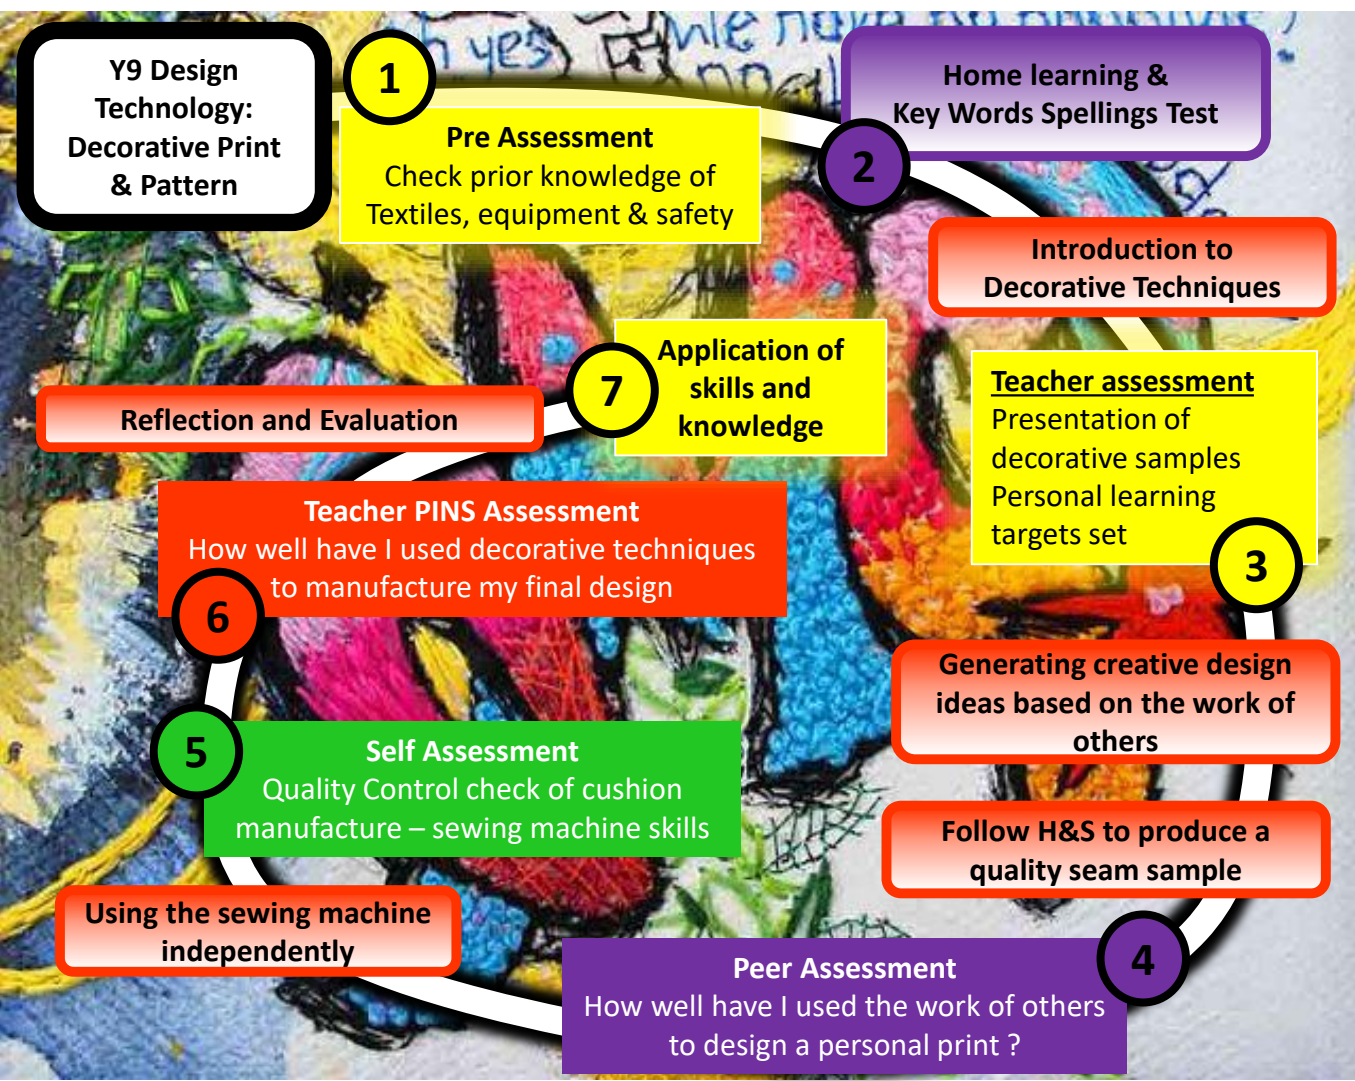 Y9 Design
Technology:
Decorative Print
& Pattern
1
Pre Assessment
Check prior knowledge of
Textiles, equipment & safety
Home learning &
Key Words Spellings Test
2
Introduction to
Decorative Techniques
Teacher assessment
Presentation of
decorative samples
Personal learning
targets set
3
Generating creative design
ideas based on the work of
others
Follow H&S to produce a
quality seam sample
4
Peer Assessment
How well have I used the work of others
to design a personal print ?
Using the sewing machine
independently
5
Self Assessment
Quality Control check of cushion
manufacture – sewing machine skills
6
Teacher PINS Assessment
How well have I used decorative techniques
to manufacture my final design
Reflection and Evaluation
7
Application of
skills and
knowledge
yes